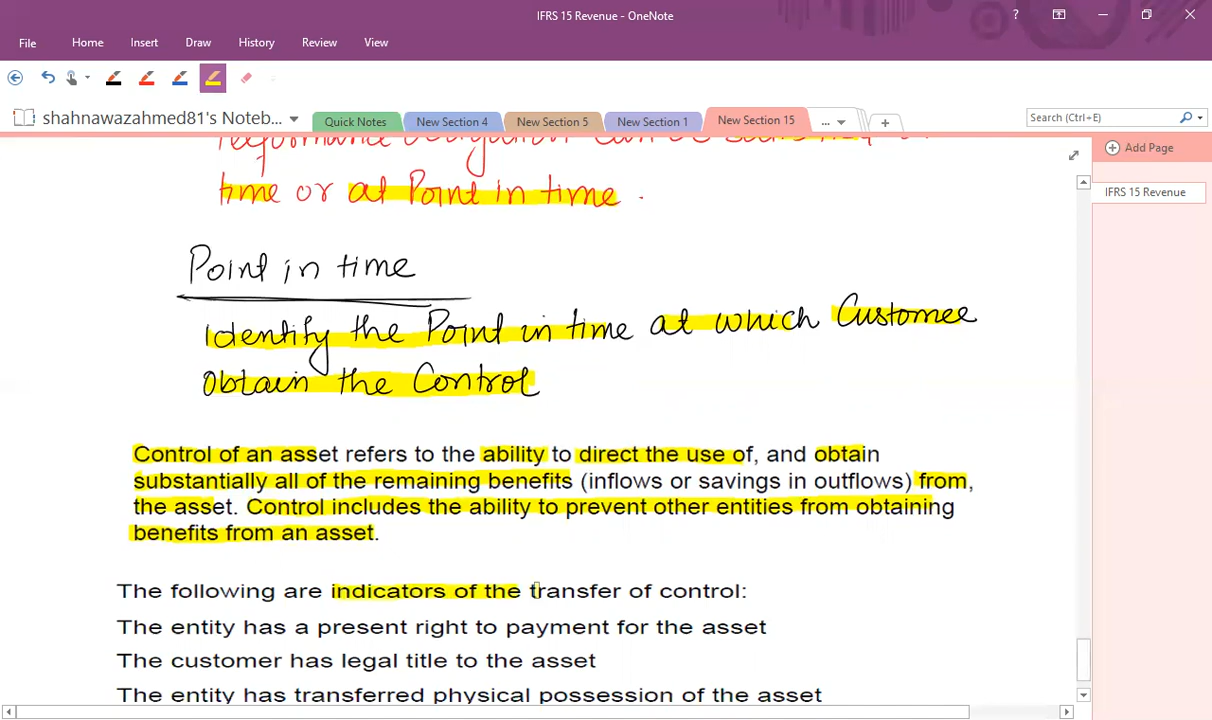 IFRS 15 Revenue - OneNote
File Home Insert Draw History Review View
shahnawazahmed81's Noteb... Quick Notes New Section 4 New Section 5 New Section 1 New Section 15 ...
Search (Ctrl+E)
Add Page
IFRS 15 Revenue
Performance obligation can be
time or at Point in time.
Point in time
Identify the Point in time at which Customer
Obtain the Control
Control of an asset refers to the ability to direct the use of, and obtain
substantially all of the remaining benefits (inflows or savings in outflows) from,
the asset. Control includes the ability to prevent other entities from obtaining
benefits from an asset.
The following are indicators of the transfer of control:
The entity has a present right to payment for the asset
The customer has legal title to the asset
The entity has transferred physical possession of the asset